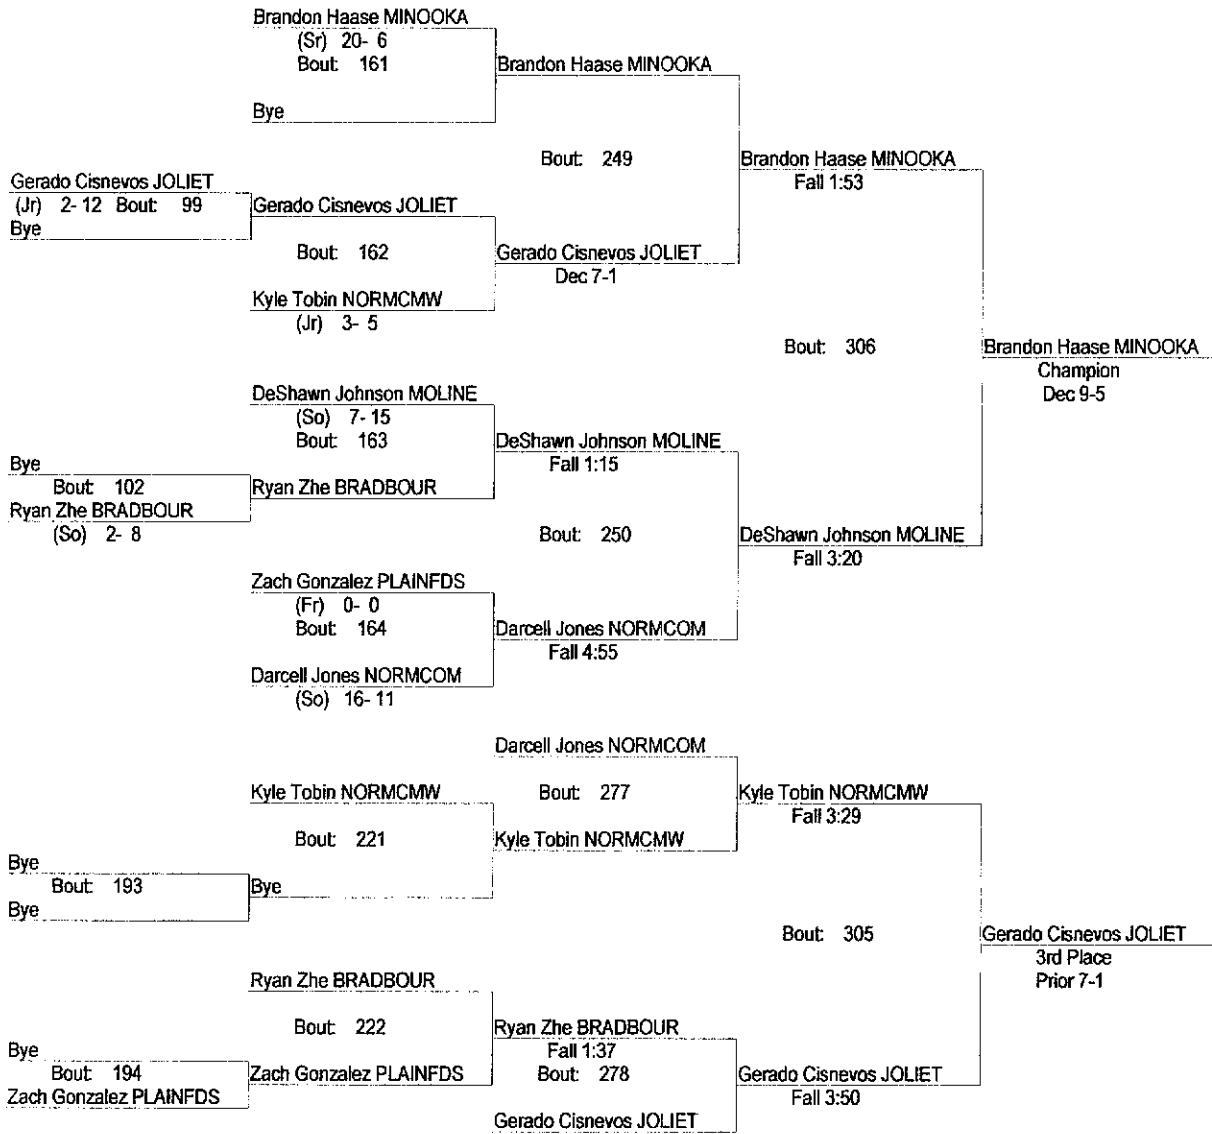 Brandon Haase MINOOKA
(Sr) 20- 6
Bout: 161
Brandon Haase MINOOKA
Bye
Bout: 249
Brandon Haase MINOOKA
Fall 1:53
Gerado Cisnevos JOLIET
(Jr) 2- 12 Bout: 99
Bye
Gerado Cisnevos JOLIET
Bout: 162
Gerado Cisnevos JOLIET
Dec 7-1
Kyle Tobin NORMCMW
(Jr) 3- 5
Bout: 306
Brandon Haase MINOOKA
Champion
Dec 9-5
DeShawn Johnson MOLINE
(So) 7- 15
Bout: 163
DeShawn Johnson MOLINE
Fall 1:15
Bye
Bout: 102
Ryan Zhe BRADBOUR
(So) 2- 8
Ryan Zhe BRADBOUR
Bout: 250
DeShawn Johnson MOLINE
Fall 3:20
Zach Gonzalez PLAINFDS
(Fr) 0- 0
Bout: 164
Darcell Jones NORMCOM
Fall 4:55
Darcell Jones NORMCOM
(So) 16- 11
Darcell Jones NORMCOM
Kyle Tobin NORMCMW
Bout: 277
Kyle Tobin NORMCMW
Fall 3:29
Bout: 221
Kyle Tobin NORMCMW
Bye
Bout: 193
Bye
Bye
Bout: 305
Gerado Cisnevos JOLIET
3rd Place
Prior 7-1
Ryan Zhe BRADBOUR
Bout: 222
Ryan Zhe BRADBOUR
Fall 1:37
Bout: 278
Bye
Bout: 194
Zach Gonzalez PLAINFDS
Zach Gonzalez PLAINFDS
Gerado Cisnevos JOLIET
Fall 3:50
Gerado Cisnevos JOLIET